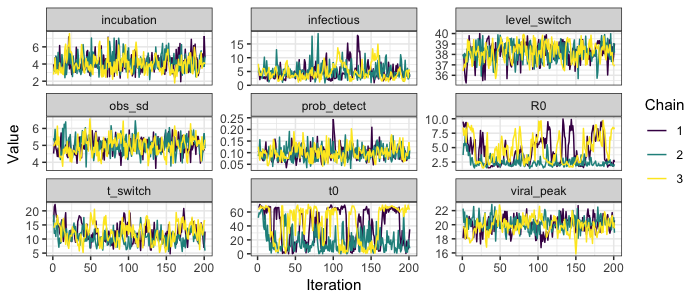 incubation
infectious
level_switch
6
4
2
15
10
5
0
40
39
38
37
36
obs_sd
prob_detect
R0
6
5
4
0.25
0.20
0.15
0.10
0.05
10.0
7.5
5.0
2.5
t_switch
t0
viral_peak
20
15
10
5
60
40
20
0
22
20
18
16
0 50 100 150 200
0 50 100 150 200
0 50 100 150 200
Iteration
Value
Chain
1
2
3